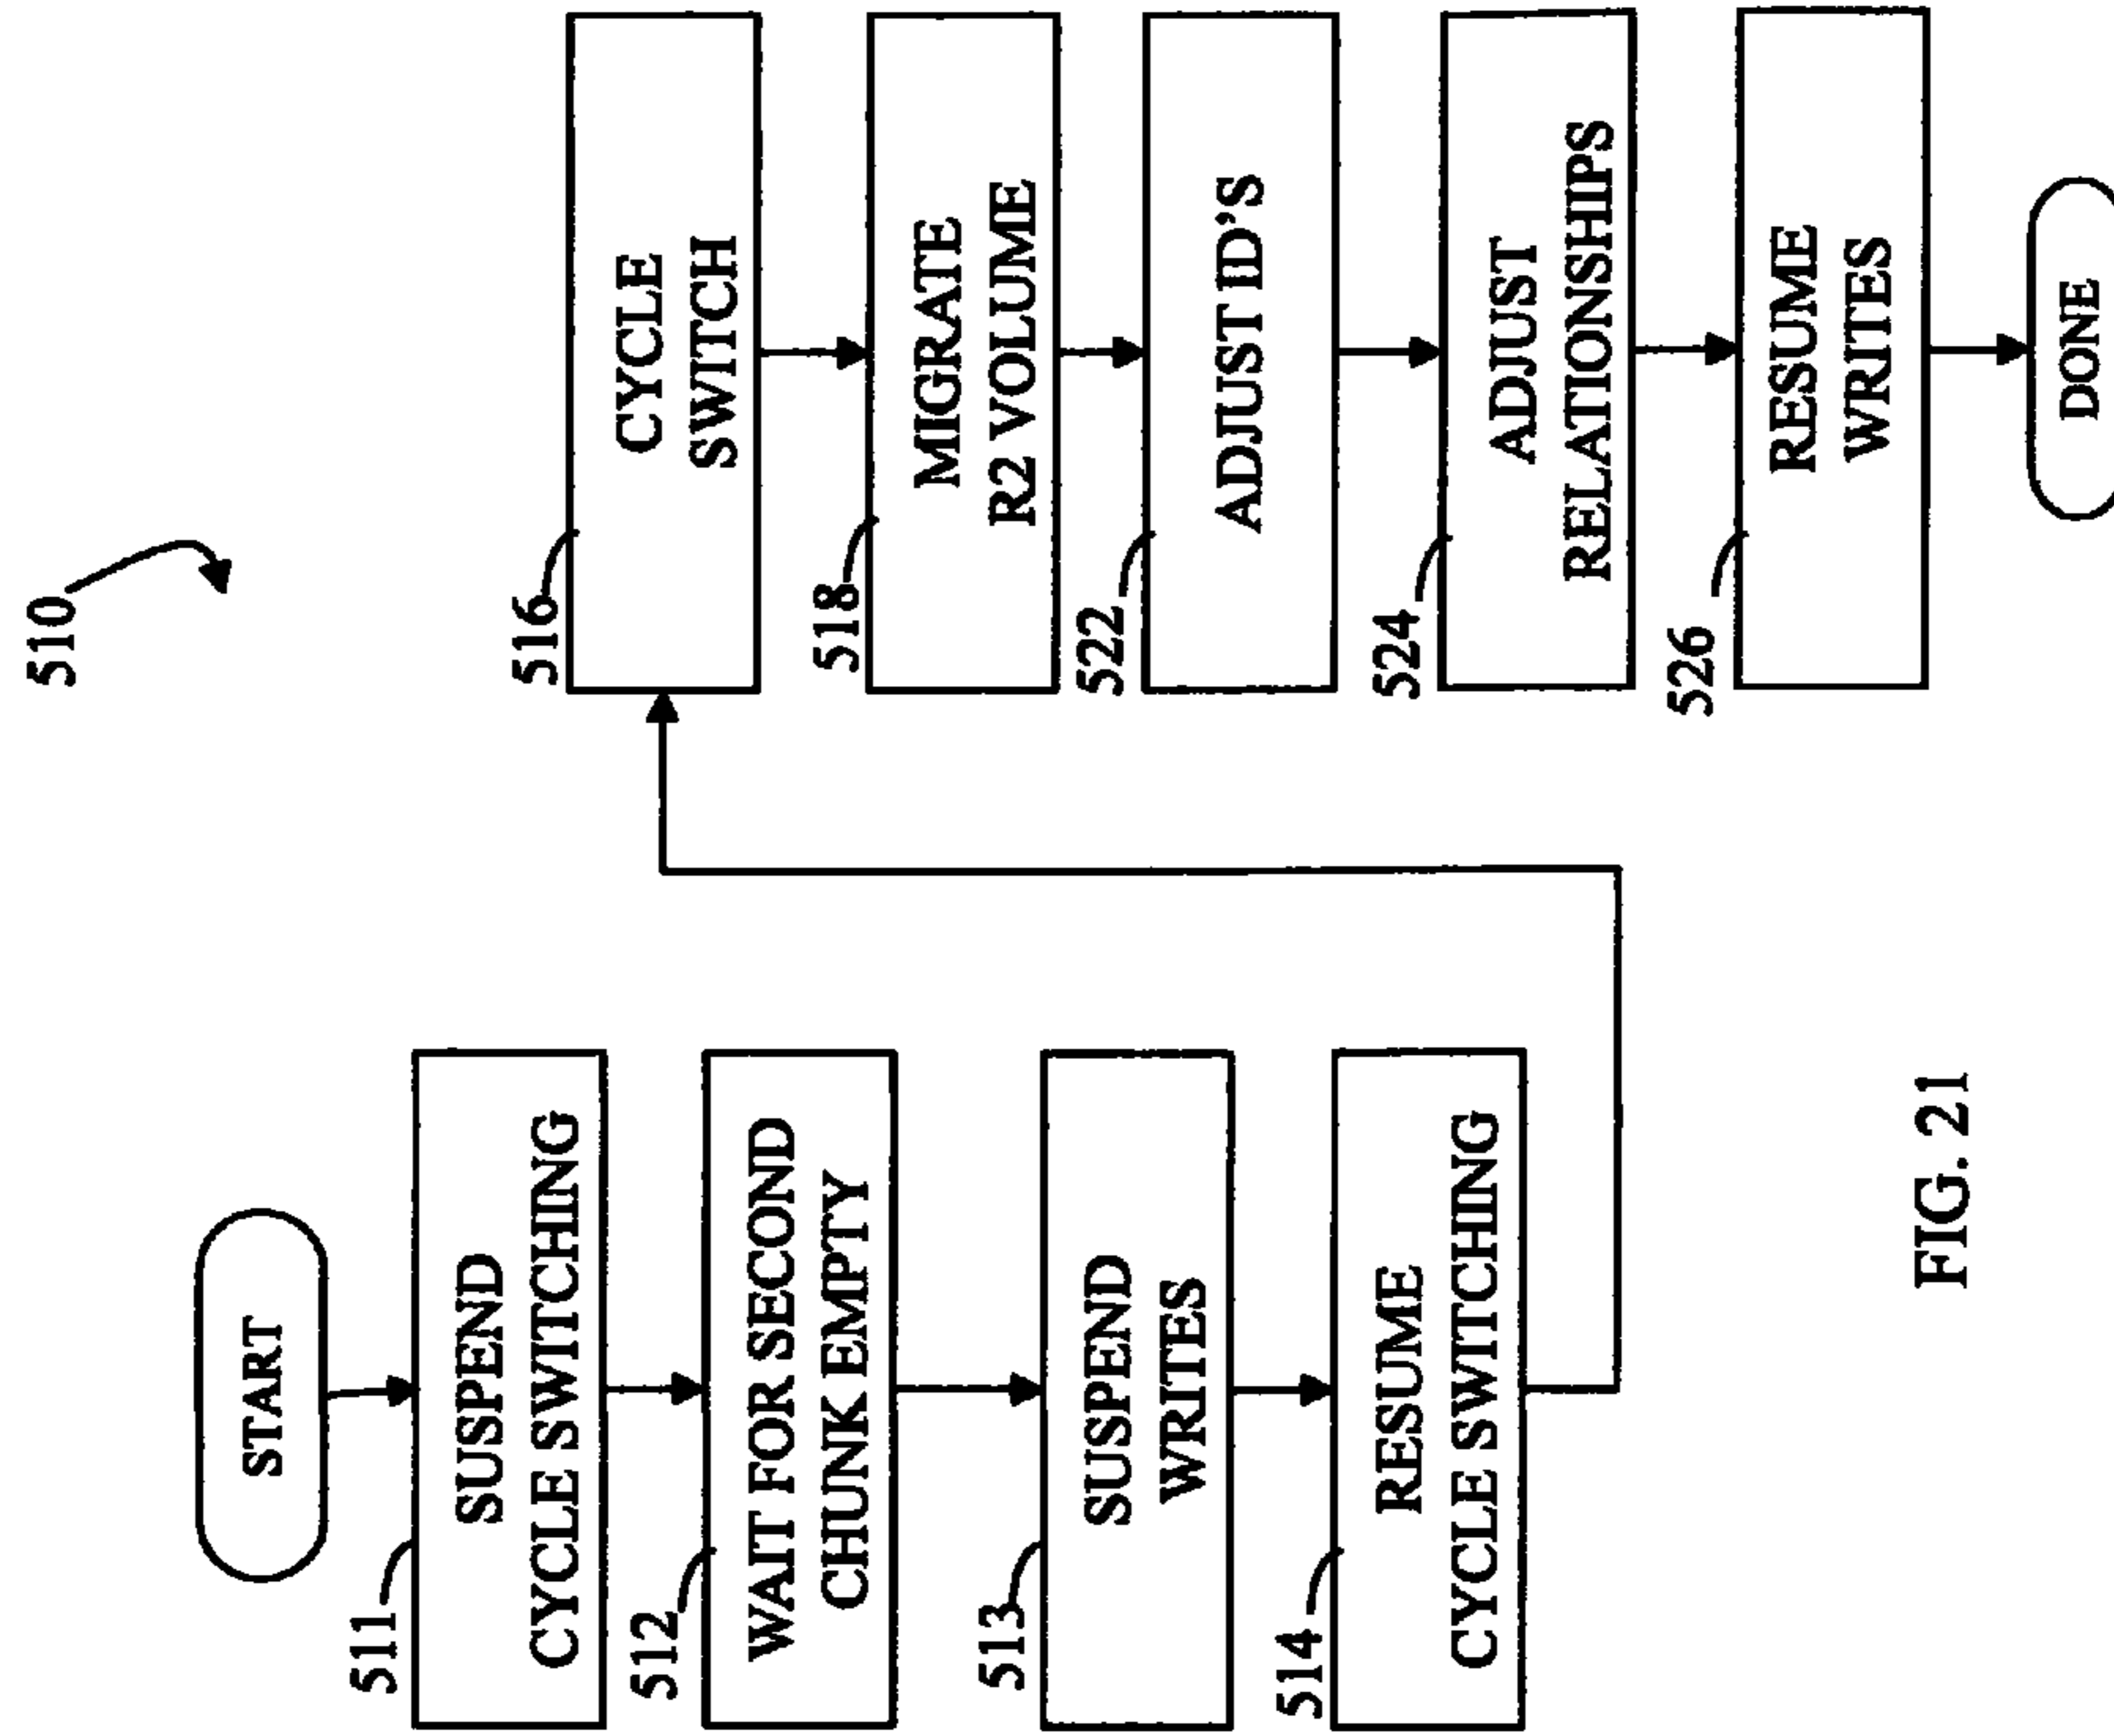 510
START
511
SUSPEND
CYCLE SWITCHING
512
WAIT FOR SECOND
CHUNK EMPTY
513
SUSPEND
WRITES
514
RESUME
CYCLE SWITCHING
516
CYCLE
SWITCH
518
MIGRATE
R2 VOLUME
522
ADJUST ID'S
524
ADJUST
RELATIONSHIPS
526
RESUME
WRITES
DONE
FIG. 21